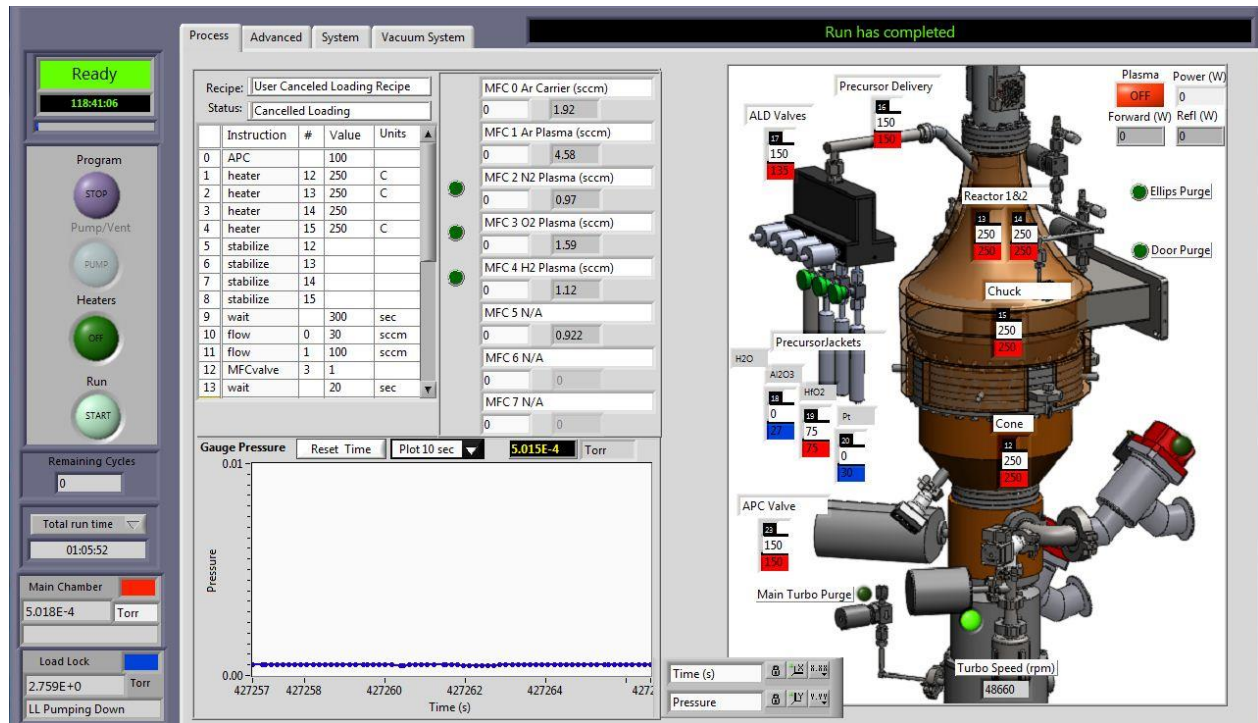 Process Advanced System Vacuum System
Run has completed
Ready
118:41:06
Program
STOP
Pump/Vent
PUMP
Heaters
OFF
Run
START
Remaining Cycles
0
Total run time
01:05:52
Main Chamber
5.018E-4 Torr
Load Lock
2.759E+0 Torr
LL Pumping Down
Recipe: User Canceled Loading Recipe
Status: Cancelled Loading
Instruction # Value Units
0 APC 100
1 heater 12 250 C
2 heater 13 250 C
3 heater 14 250
4 heater 15 250 C
5 stabilize 12
6 stabilize 13
7 stabilize 14
8 stabilize 15
9 wait 300 sec
10 flow 0 30 sccm
11 flow 1 100 sccm
12 MFCvalve 3 1
13 wait 20 sec
MFC 0 Ar Carrier (sccm)
0 1.92
MFC 1 Ar Plasma (sccm)
0 4.58
MFC 2 N2 Plasma (sccm)
0 0.97
MFC 3 O2 Plasma (sccm)
0 1.59
MFC 4 H2 Plasma (sccm)
0 1.12
MFC 5 N/A
0 0.922
MFC 6 N/A
0 0
MFC 7 N/A
0 0
Gauge Pressure Reset Time Plot 10 sec 5.015E-4 Torr
0.01
Pressure
0.00
427257 427258 427260 427262 427264
Time (s)
Time (s) X.XX
Pressure Y.YY
Precursor Delivery
16
150
150
ALD Valves
17
150
135
Plasma Power (W)
OFF 0
Forward (W) Refl (W)
0 0
Ellips Purge
Door Purge
Reactor 1&2
13 14
250 250
250 250
Chuck
15
250
250
PrecursorJackets
H2O
Al2O3
18
0
27
HfO2
19
75
75
Pt
20
0
30
Cone
12
250
250
APC Valve
23
150
150
Main Turbo Purge
Turbo Speed (rpm)
48660